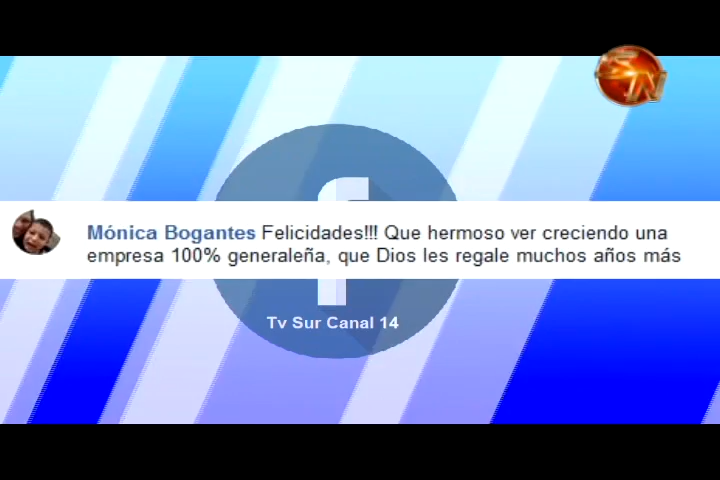 SN
Mónica Bogantes Felicidades!!! Que hermoso ver creciendo una
empresa 100% generaleña, que Dios les regale muchos años más
f
Tv Sur Canal 14